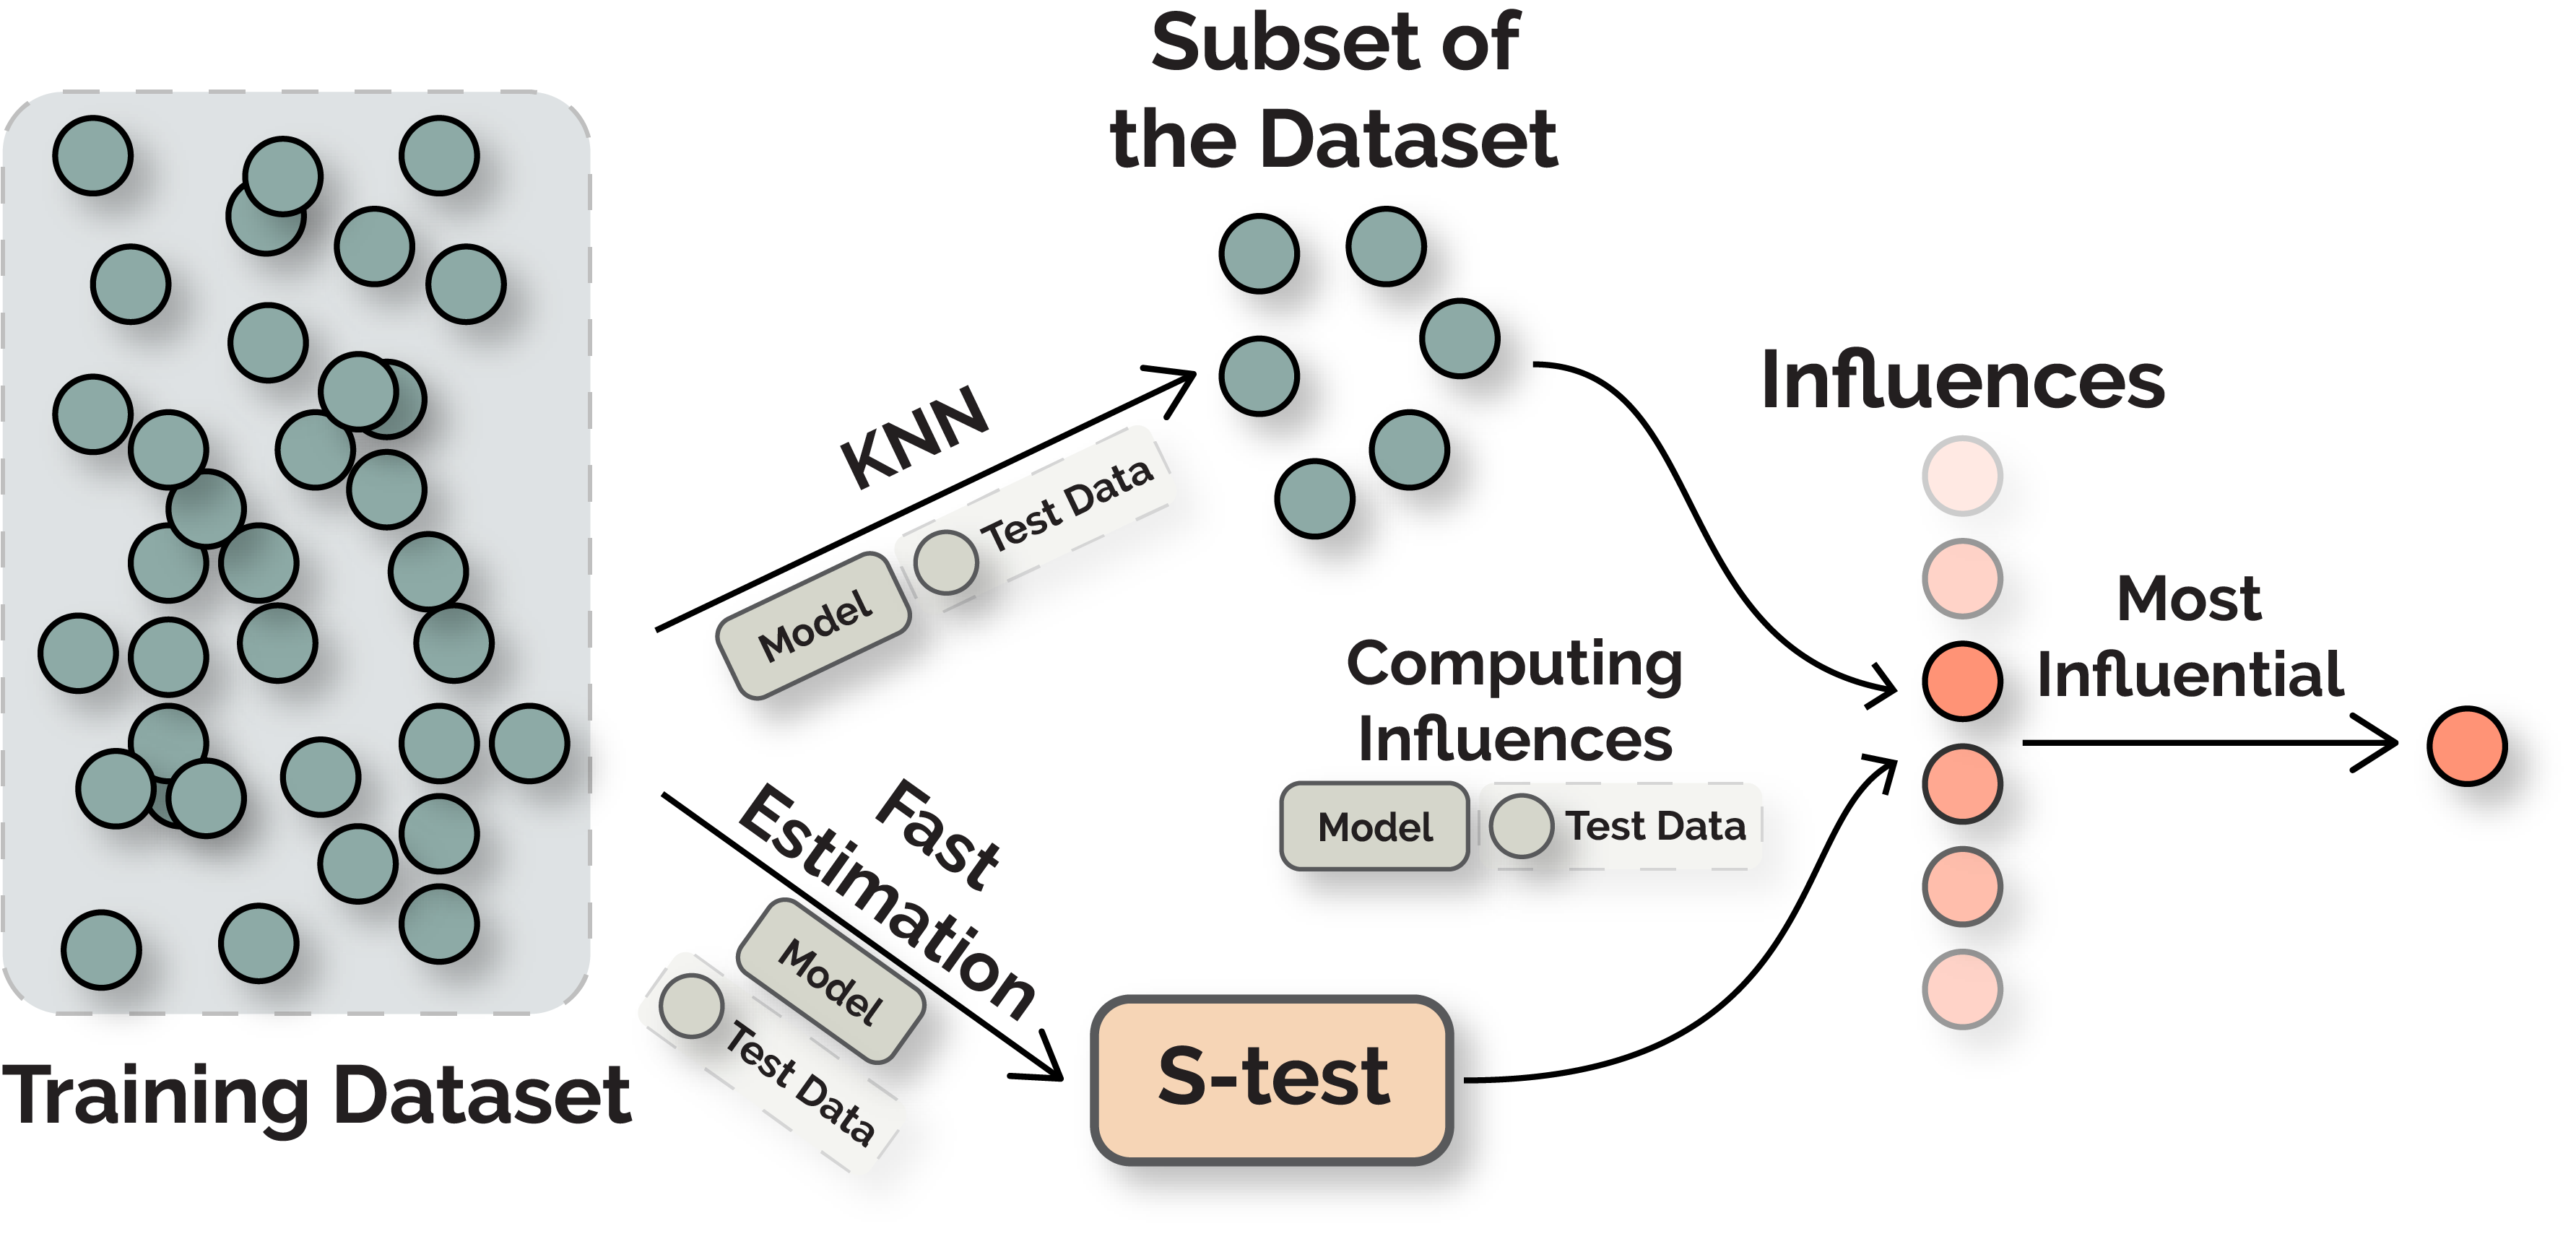 Subset of
the Dataset
KNN
Model
Test Data
Influences
Most
Influential
Computing
Influences
Model
Test Data
Fast
Estimation
Model
Test Data
S-test
Training Dataset